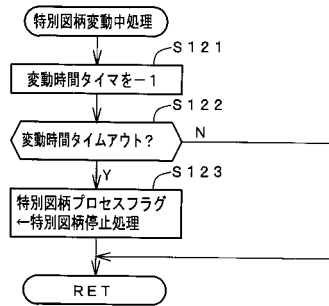 特別図柄変動中処理
S121
変動時間タイマを－1
S122
変動時間タイムアウト？
N
Y
S123
特別図柄プロセスフラグ
←特別図柄停止処理
RET